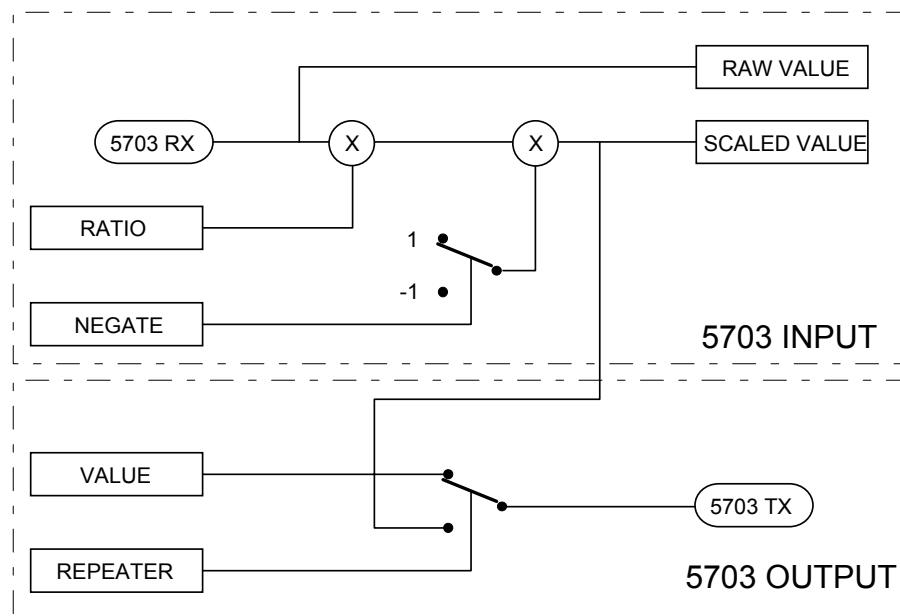 RAW VALUE
5703 RX
X
X
SCALED VALUE
RATIO
1
-1
NEGATE
5703 INPUT
VALUE
5703 TX
REPEATER
5703 OUTPUT